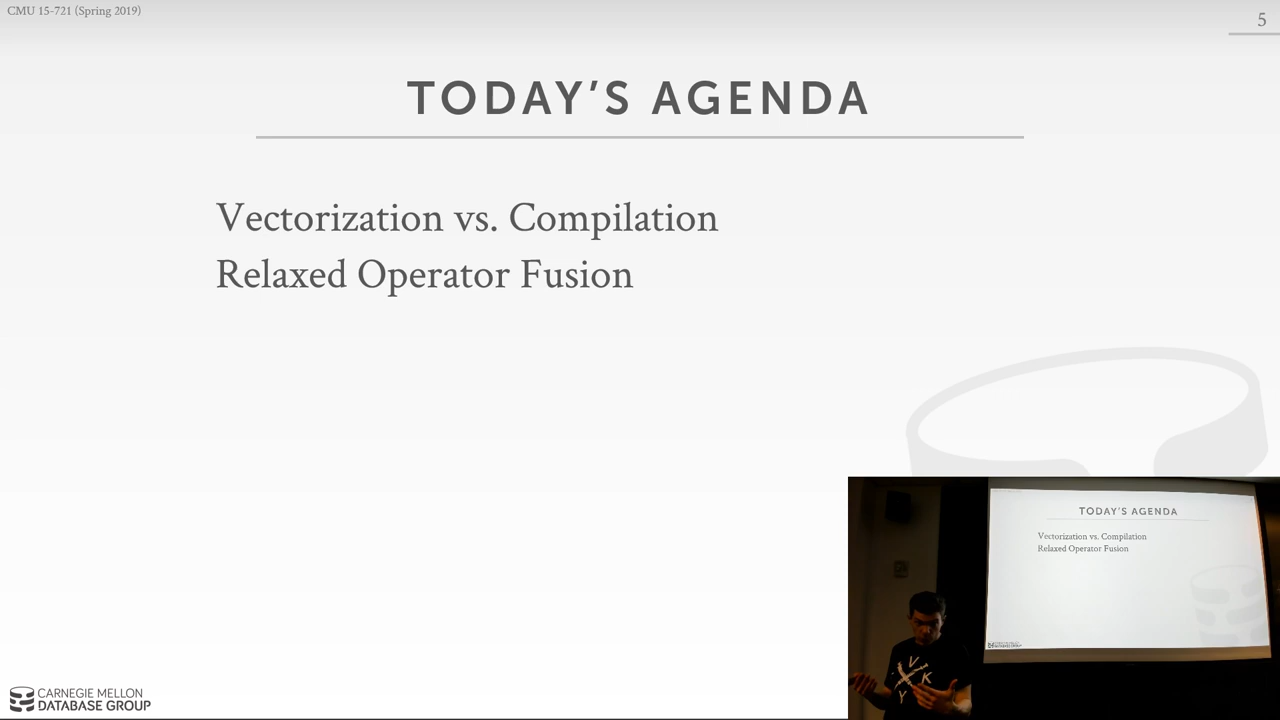 CMU 15-721 (Spring 2019)
5
TODAY'S AGENDA
Vectorization vs. Compilation
Relaxed Operator Fusion
TODAY'S AGENDA
Vectorization vs. Compilation
Relaxed Operator Fusion
V
K
Y
CARNEGIE MELLON
DATABASE GROUP